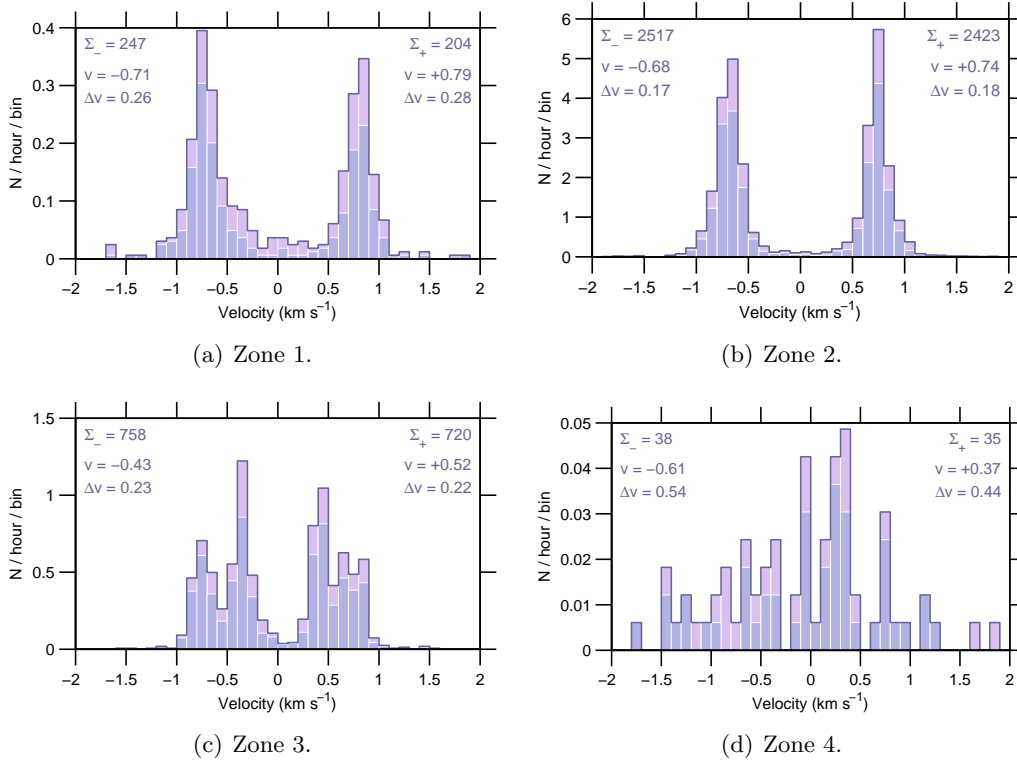 0.4
0.3
0.2
0.1
0
N / hour / bin
Σ− = 247
v = −0.71
Δv = 0.26
Σ+ = 204
v = +0.79
Δv = 0.28
−2 −1.5 −1 −0.5 0 0.5 1 1.5 2
Velocity (km s−1)
(a) Zone 1.
6
5
4
3
2
1
0
N / hour / bin
Σ− = 2517
v = −0.68
Δv = 0.17
Σ+ = 2423
v = +0.74
Δv = 0.18
−2 −1.5 −1 −0.5 0 0.5 1 1.5 2
Velocity (km s−1)
(b) Zone 2.
1.5
1
0.5
0
N / hour / bin
Σ− = 758
v = −0.43
Δv = 0.23
Σ+ = 720
v = +0.52
Δv = 0.22
−2 −1.5 −1 −0.5 0 0.5 1 1.5 2
Velocity (km s−1)
(c) Zone 3.
0.05
0.04
0.03
0.02
0.01
0
N / hour / bin
Σ− = 38
v = −0.61
Δv = 0.54
Σ+ = 35
v = +0.37
Δv = 0.44
−2 −1.5 −1 −0.5 0 0.5 1 1.5 2
Velocity (km s−1)
(d) Zone 4.